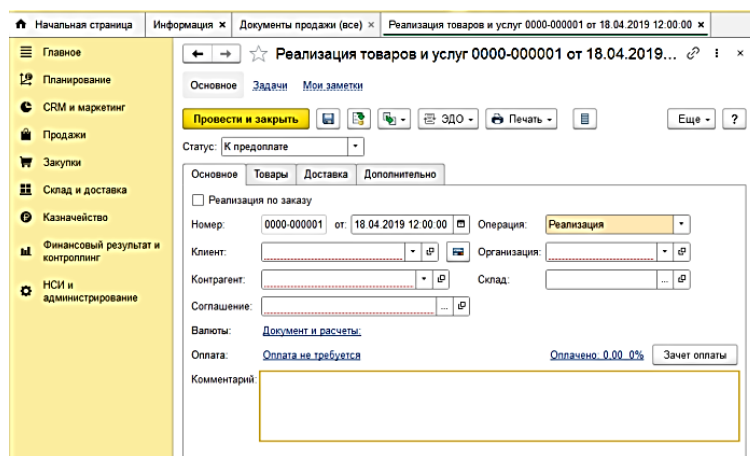 Начальная страница Информация × Документы продажи (все) × Реализация товаров и услуг 0000-000001 от 18.04.2019 12:00:00 ×
Главное
Планирование
CRM и маркетинг
Продажи
Закупки
Склад и доставка
Казначейство
Финансовый результат и
контроллинг
НСИ и
администрирование
Реализация товаров и услуг 0000-000001 от 18.04.2019...
Основное Задачи Мои заметки
Провести и закрыть ЭДО Печать Еще ?
Статус: К предоплате
Основное Товары Доставка Дополнительно
Реализация по заказу
Номер: 0000-000001 от: 18.04.2019 12:00:00 Операция: Реализация
Клиент: Организация:
Контрагент: Склад:
Соглашение:
Валюты: Документ и расчеты:
Оплата: Оплата не требуется Оплачено: 0.00 0% Зачет оплаты
Комментарий: